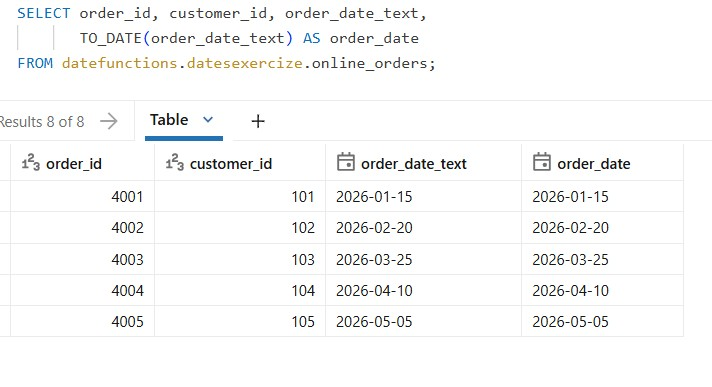 SELECT order_id, customer_id, order_date_text,
TO_DATE(order_date_text) AS order_date
FROM datefunctions.datesexercize.online_orders;
Results 8 of 8 Table +
order_id customer_id order_date_text order_date
4001 101 2026-01-15 2026-01-15
4002 102 2026-02-20 2026-02-20
4003 103 2026-03-25 2026-03-25
4004 104 2026-04-10 2026-04-10
4005 105 2026-05-05 2026-05-05